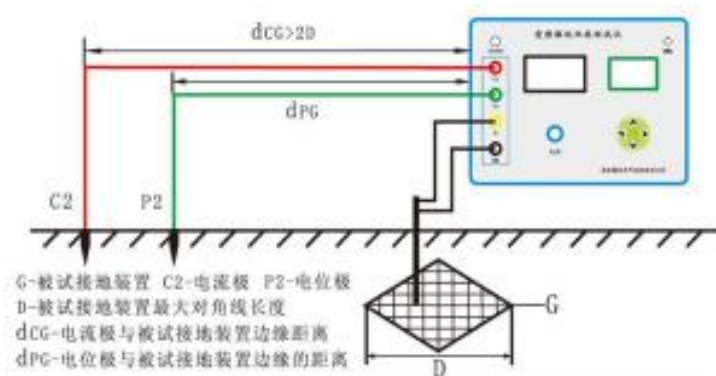 dCG>2D
dPG
C2
P2
G-被试接地装置 C2-电流极 P2-电位极
D-被试接地装置最大对角线长度
dCG-电流极与被试接地装置边缘距离
dPG-电位极与被试接地装置边缘的距离
G
D